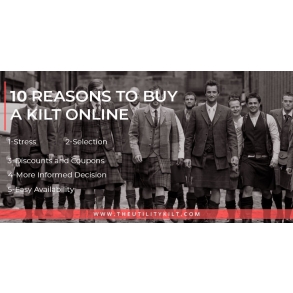 10 REASONS TO BUY
A KILT ONLINE
1-Stress 2-Selection
3-Discounts and Coupons
4-More Informed Decision
5-Easy Availability
WWW.THEUTILITYKILT.COM